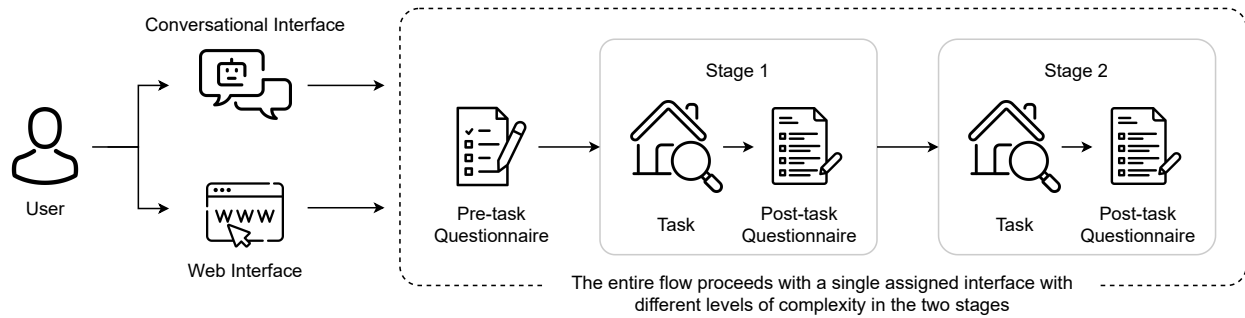 Conversational Interface
User
WWW
Web Interface
Pre-task
Questionnaire
Stage 1
Task
Post-task
Questionnaire
Stage 2
Task
Post-task
Questionnaire
The entire flow proceeds with a single assigned interface with
different levels of complexity in the two stages